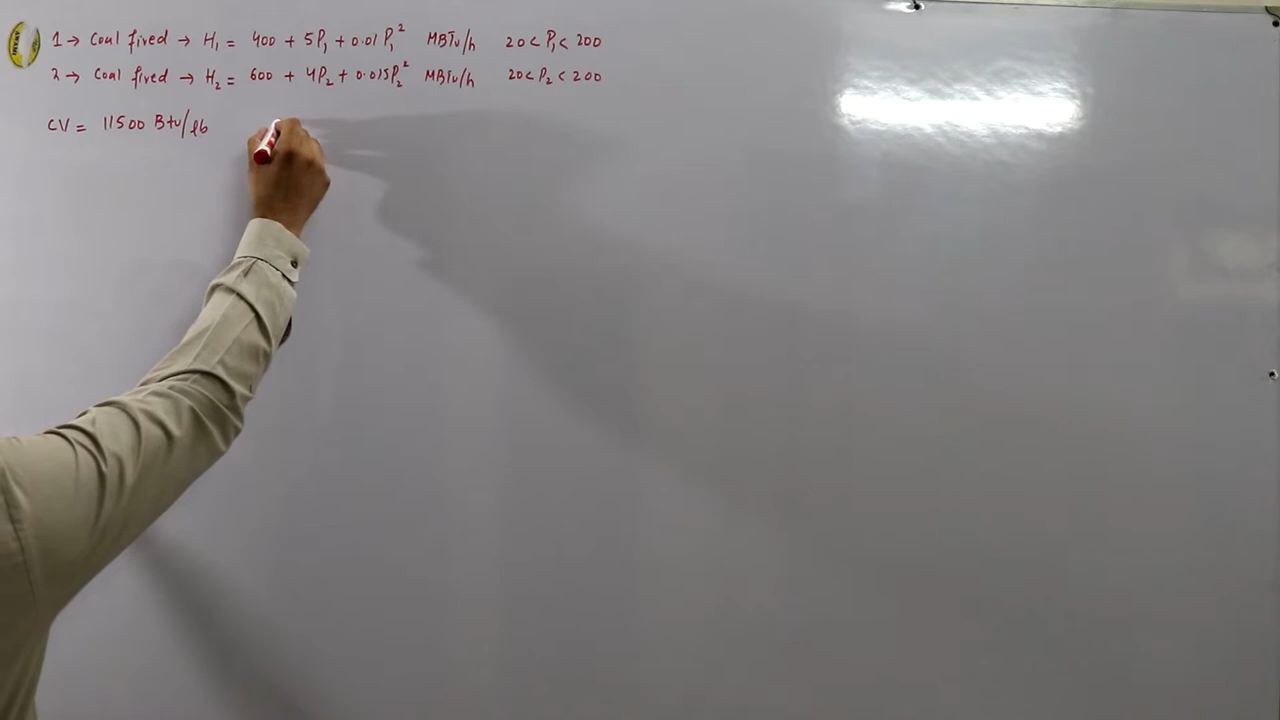 1 → Coal fired → H₁ = 400 + 5P₁ + 0.01 P₁² MBTu/h 20 < P₁ < 200
2 → Coal fired → H₂ = 600 + 4P₂ + 0.015P₂² MBTu/h 20 < P₂ < 200
CV = 11500 Btu/lb